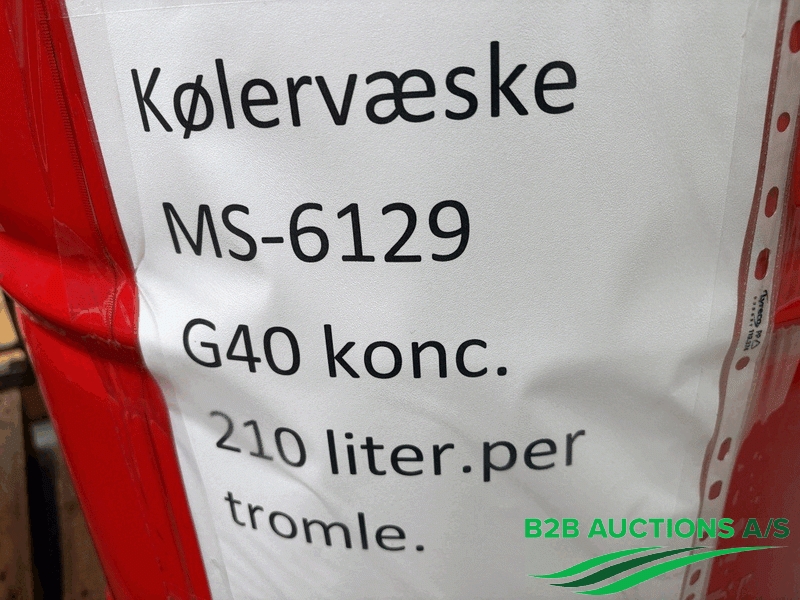 Kølervæske
MS-6129
G40 konc.
210 liter.per
tromle.
B2B AUCTIONS A/S